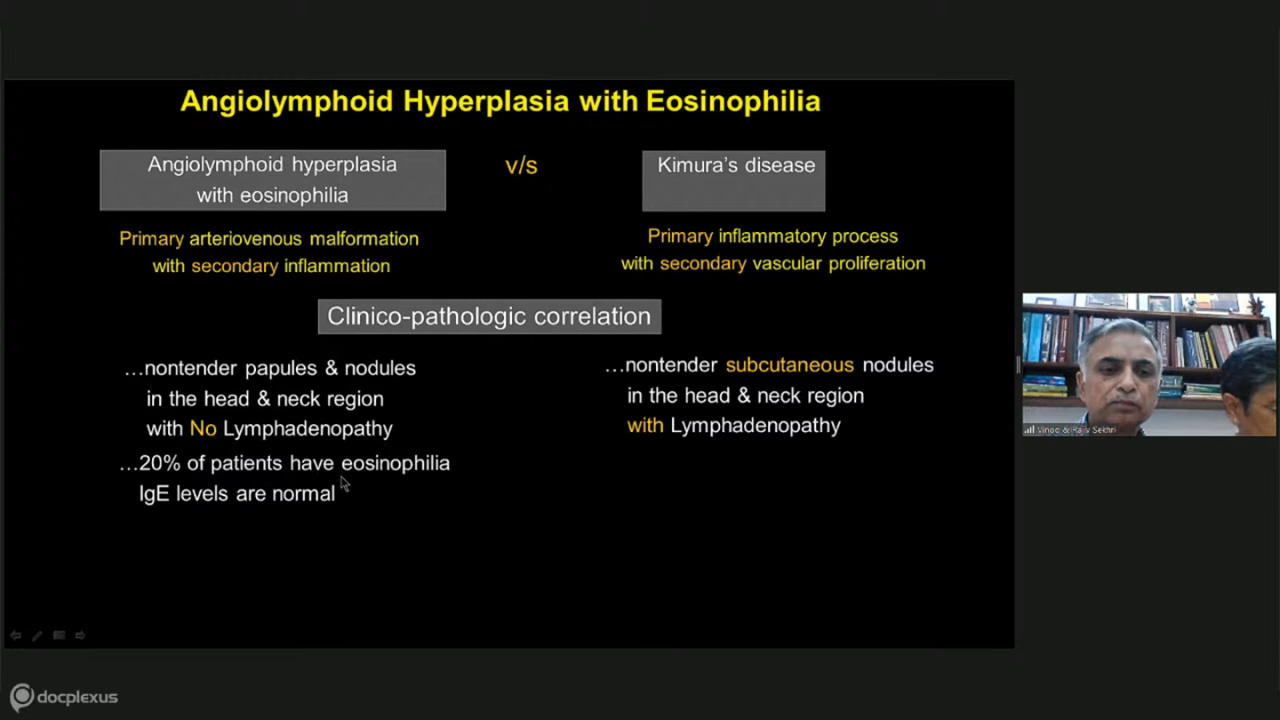 Angiolymphoid Hyperplasia with Eosinophilia
Angiolymphoid hyperplasia
with eosinophilia
v/s
Kimura's disease
Primary arteriovenous malformation
with secondary inflammation
Primary inflammatory process
with secondary vascular proliferation
Clinico-pathologic correlation
...nontender papules & nodules
in the head & neck region
with No Lymphadenopathy
...20% of patients have eosinophilia
IgE levels are normal
...nontender subcutaneous nodules
in the head & neck region
with Lymphadenopathy
Vinod & Rajiv Sekhri
docplexus